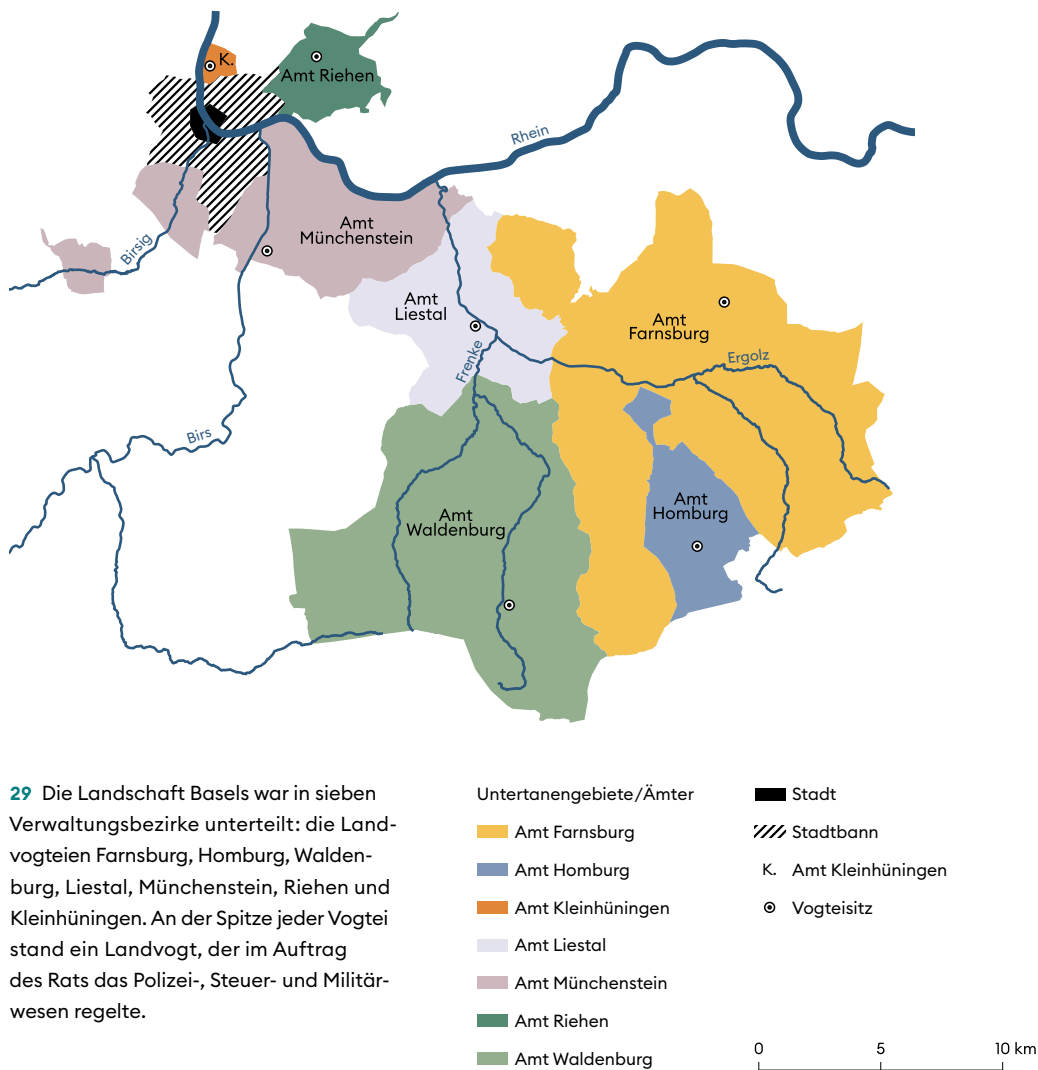 K.
Amt Riehen
Rhein
Amt
Münchenstein
Birsig
Amt
Liestal
Amt
Farnsburg
Frenke
Ergolz
Birs
Amt
Homburg
Amt
Waldenburg
29 Die Landschaft Basels war in sieben
Verwaltungsbezirke unterteilt: die Land-
vogteien Farnsburg, Homburg, Walden-
burg, Liestal, Münchenstein, Riehen und
Kleinhüningen. An der Spitze jeder Vogtei
stand ein Landvogt, der im Auftrag
des Rats das Polizei-, Steuer- und Militär-
wesen regelte.
Untertanengebiete/Ämter
Amt Farnsburg
Amt Homburg
Amt Kleinhüningen
Amt Liestal
Amt Münchenstein
Amt Riehen
Amt Waldenburg
Stadt
Stadtbann
K. Amt Kleinhüningen
Vogteisitz
0 5 10 km